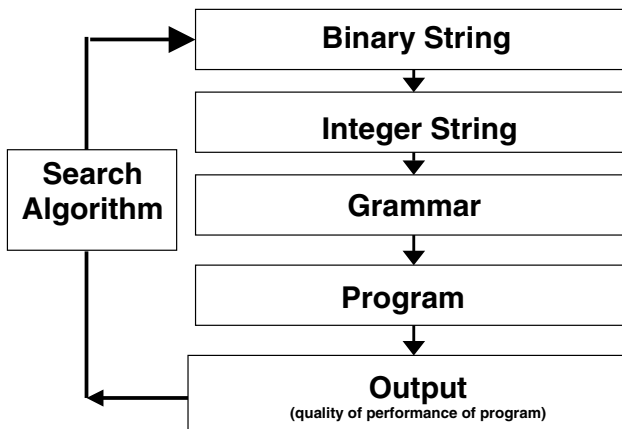 Binary String
Integer String
Search
Algorithm
Grammar
Program
Output
(quality of performance of program)